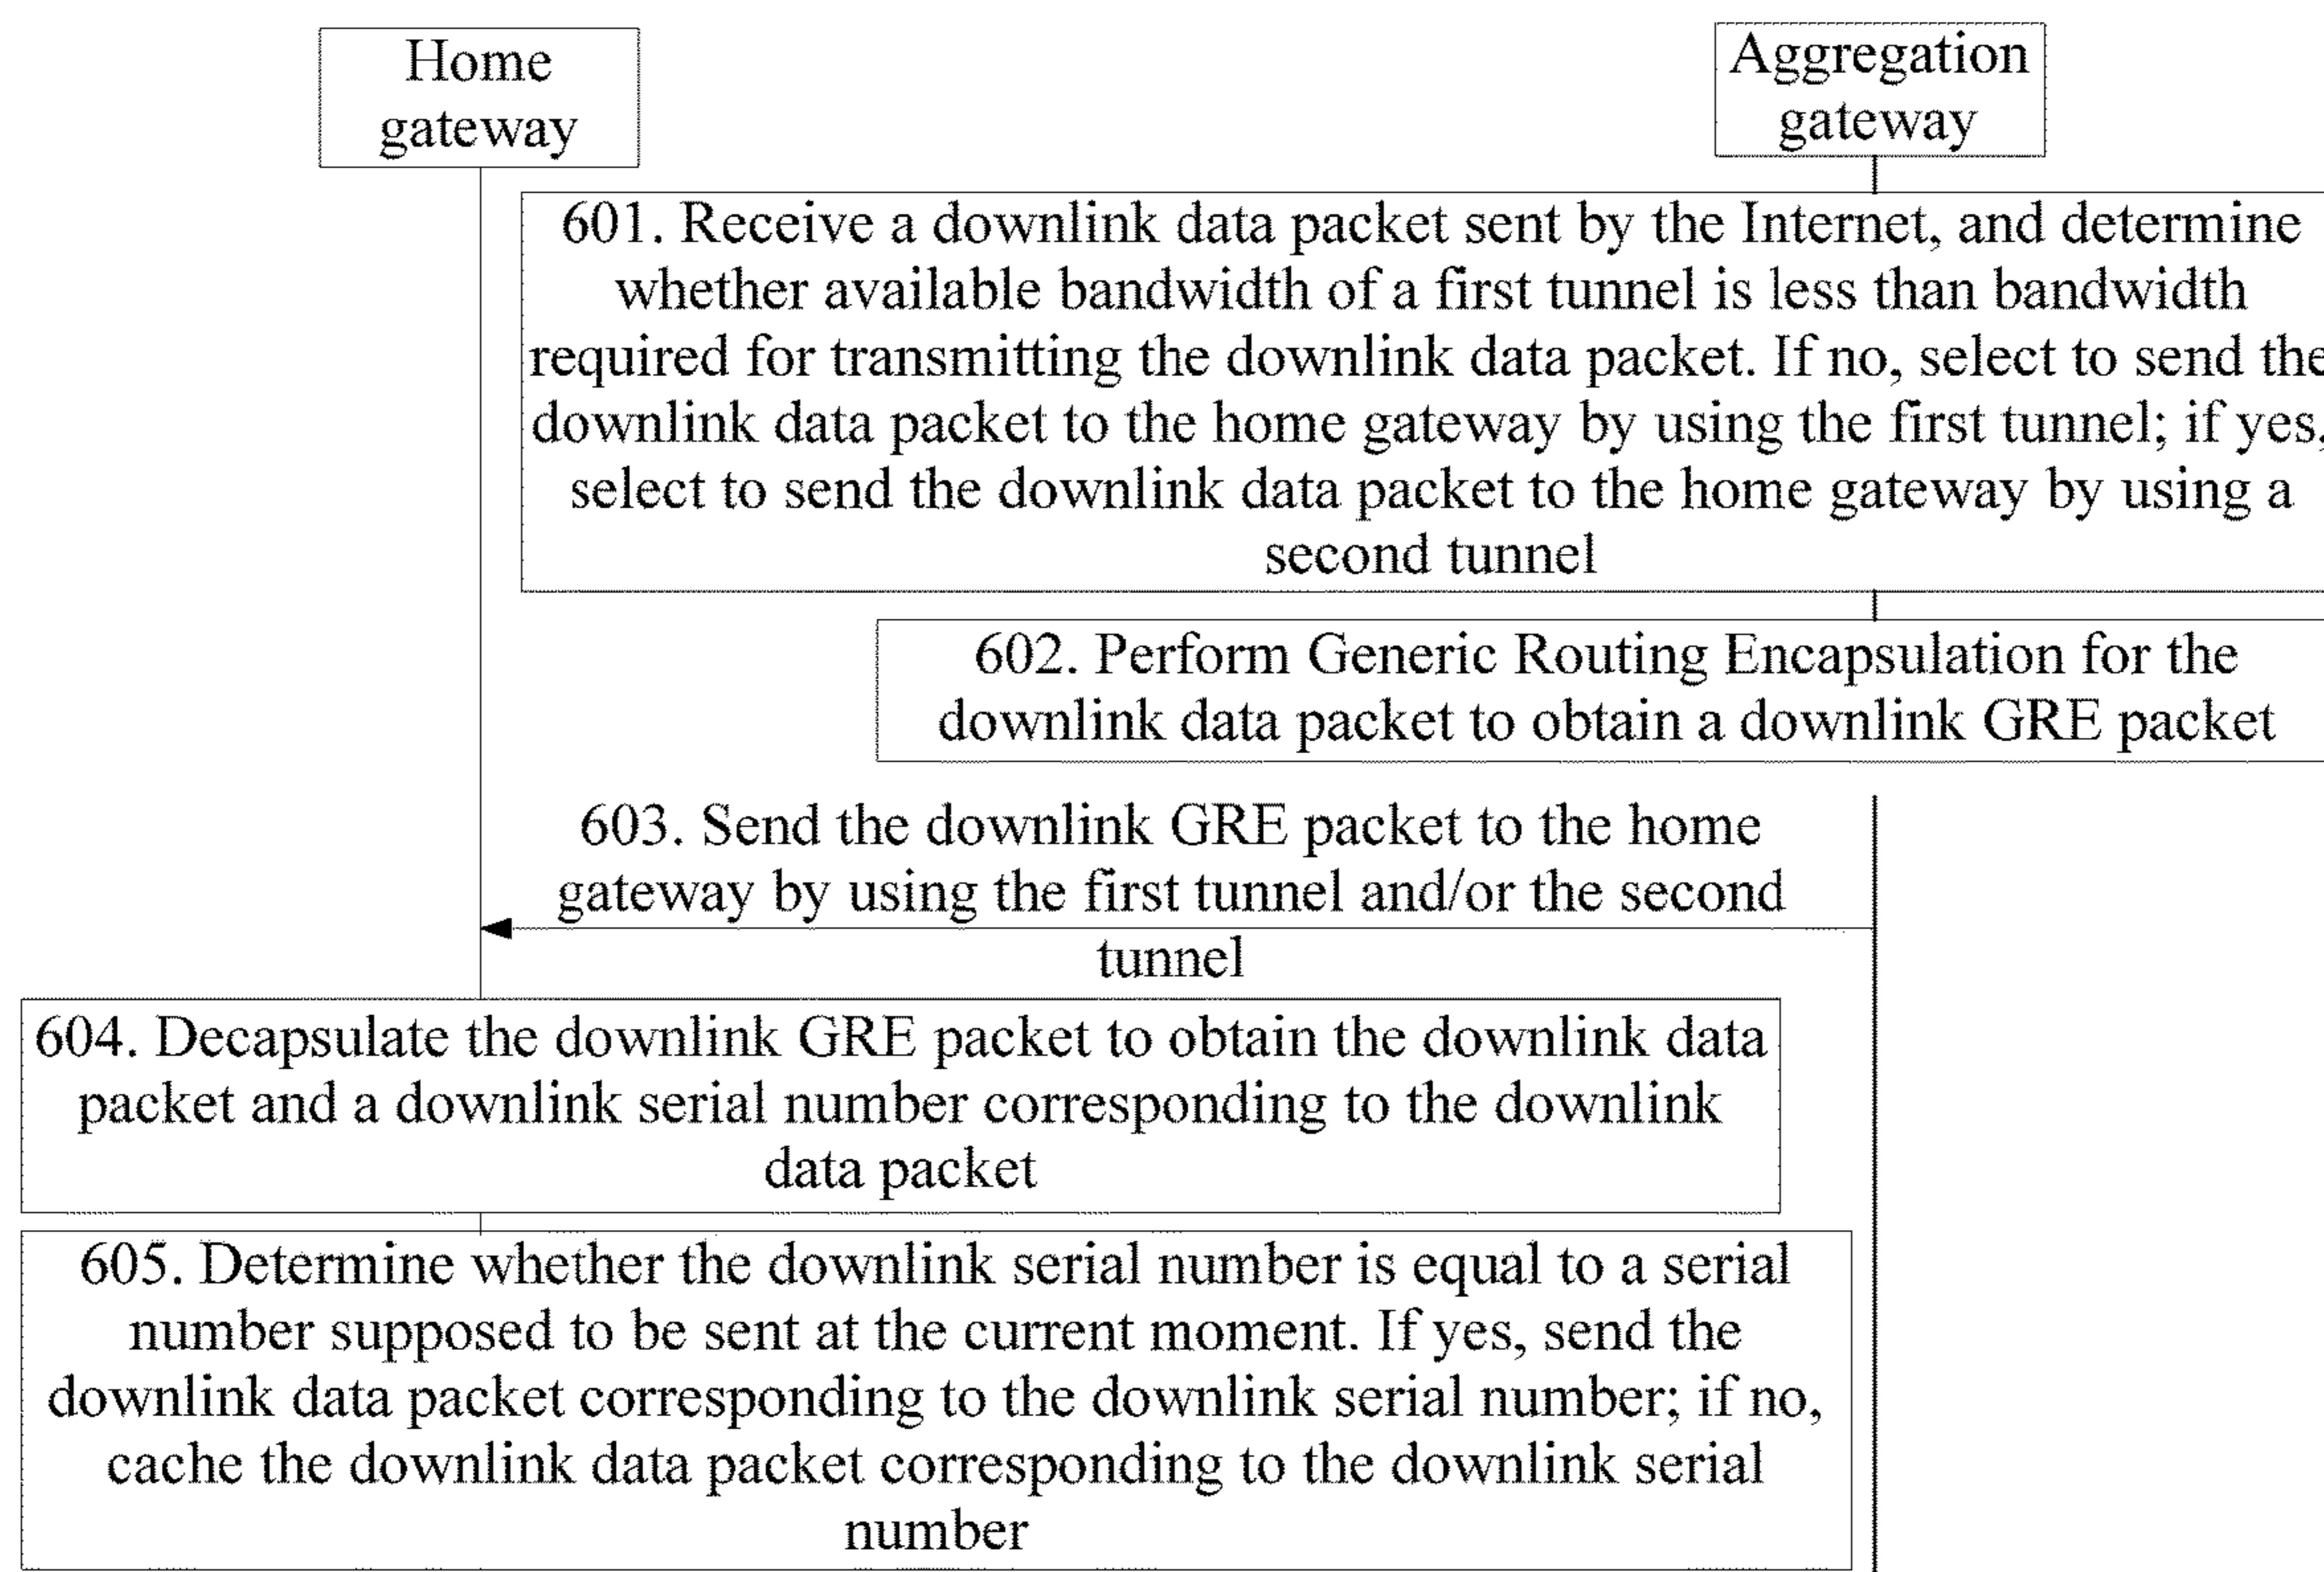 Home
gateway
Aggregation
gateway
601. Receive a downlink data packet sent by the Internet, and determine
whether available bandwidth of a first tunnel is less than bandwidth
required for transmitting the downlink data packet. If no, select to send the
downlink data packet to the home gateway by using the first tunnel; if yes,
select to send the downlink data packet to the home gateway by using a
second tunnel
602. Perform Generic Routing Encapsulation for the
downlink data packet to obtain a downlink GRE packet
603. Send the downlink GRE packet to the home
gateway by using the first tunnel and/or the second
tunnel
604. Decapsulate the downlink GRE packet to obtain the downlink data
packet and a downlink serial number corresponding to the downlink
data packet
605. Determine whether the downlink serial number is equal to a serial
number supposed to be sent at the current moment. If yes, send the
downlink data packet corresponding to the downlink serial number; if no,
cache the downlink data packet corresponding to the downlink serial
number